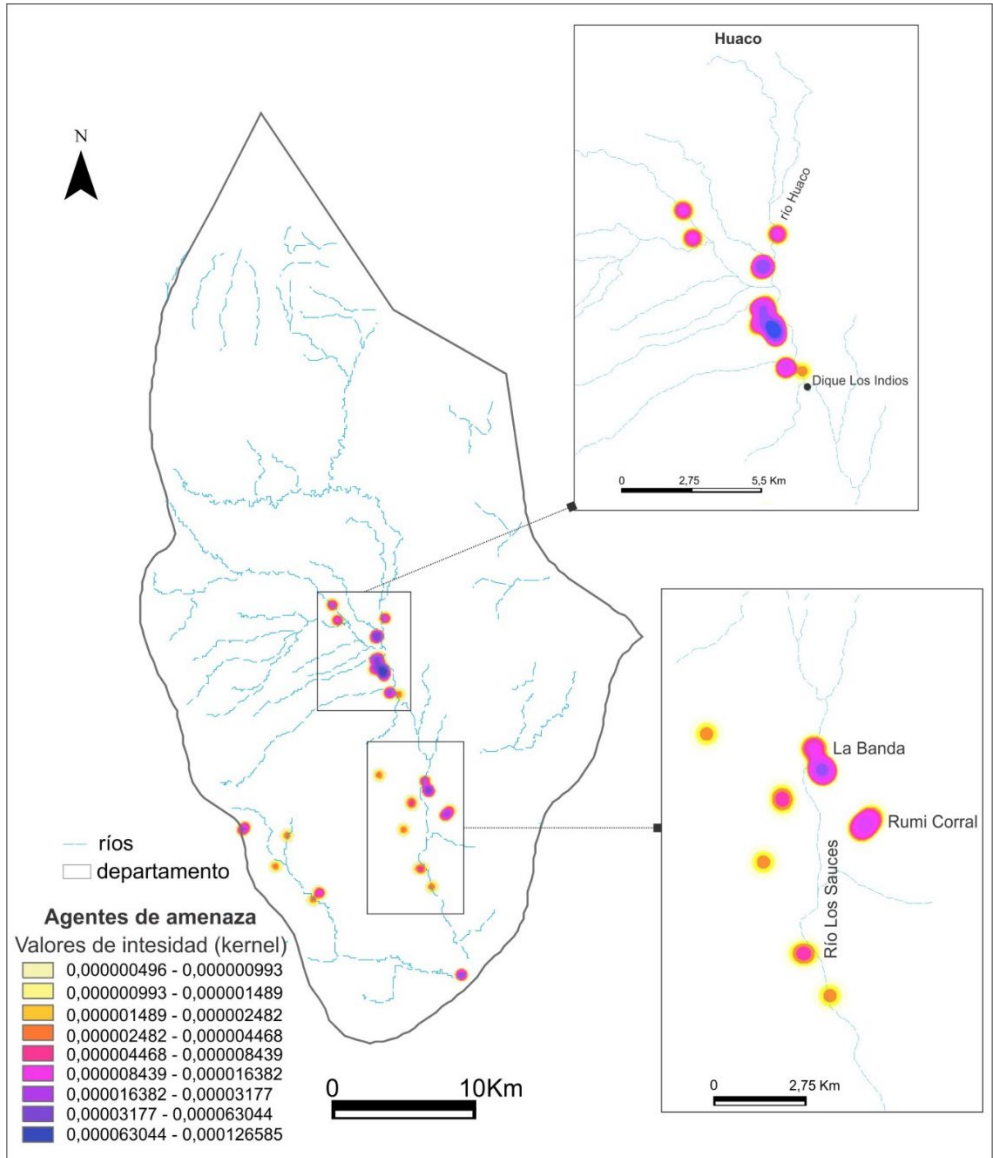 Huaco
N
río Huaco
Dique Los Indios
0 2,75 5,5 Km
La Banda
Rumi Corral
Río Los Sauces
0 2,75 Km
ríos
departamento
Agentes de amenaza
Valores de intesidad (kernel)
0,000000496 - 0,000000993
0,000000993 - 0,000001489
0,000001489 - 0,000002482
0,000002482 - 0,000004468
0,000004468 - 0,000008439
0,000008439 - 0,000016382
0,000016382 - 0,00003177
0,00003177 - 0,000063044
0,000063044 - 0,000126585
0 10Km